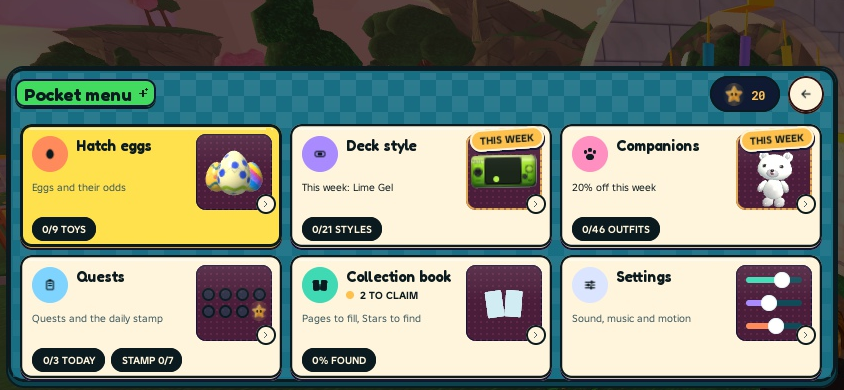 Pocket menu
20
Hatch eggs
Eggs and their odds
0/9 TOYS
Deck style
THIS WEEK
This week: Lime Gel
0/21 STYLES
Companions
THIS WEEK
20% off this week
0/46 OUTFITS
Quests
Quests and the daily stamp
0/3 TODAY
STAMP 0/7
Collection book
2 TO CLAIM
Pages to fill, Stars to find
0% FOUND
Settings
Sound, music and motion